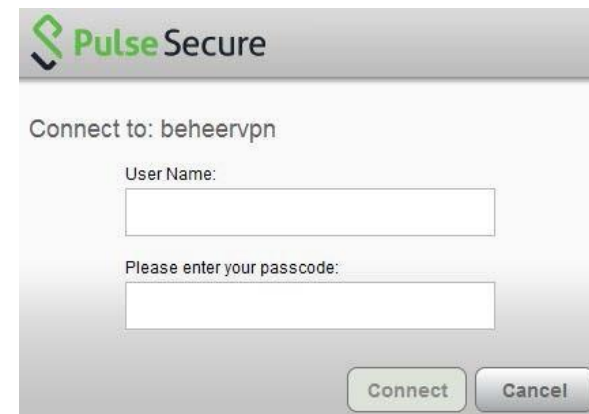 Pulse Secure
Connect to: beheervpn
User Name:
Please enter your passcode:
Connect Cancel